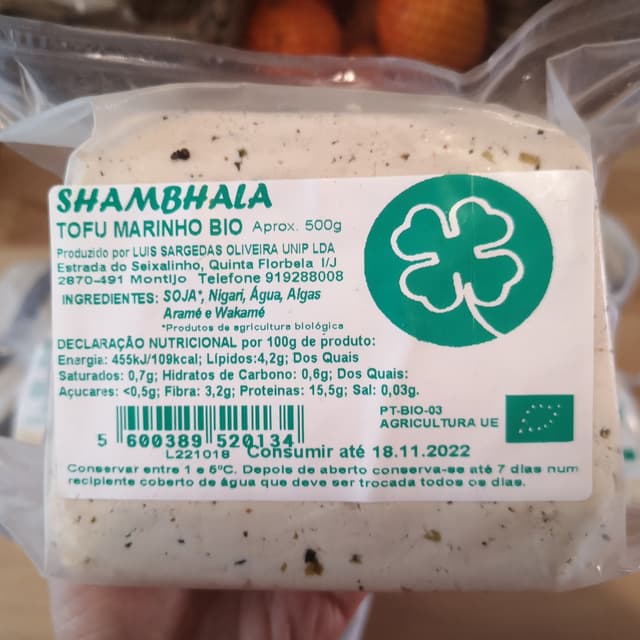 SHAMBHALA
TOFU MARINHO BIO Aprox. 500g
Produzido por LUIS SARGEDAS OLIVEIRA UNIP LDA
Estrada do Seixalinho, Quinta Florbela I/J
2870-491 Montijo Telefone 919288008
INGREDIENTES: SOJA*, Nigari, Água, Algas
Aramé e Wakamé
*Produtos de agricultura biológica
DECLARAÇÃO NUTRICIONAL por 100g de produto:
Energia: 455kJ/109kcal; Lípidos:4,2g; Dos Quais
Saturados: 0,7g; Hidratos de Carbono: 0,6g; Dos Quais:
Açucares: <0,5g; Fibra: 3,2g; Proteinas: 15,5g; Sal: 0,03g.
PT-BIO-03
AGRICULTURA UE
5 600389 520134
L221018 Consumir até 18.11.2022
Conservar entre 1 e 5ºC. Depois de aberto conserva-se até 7 dias num
recipiente coberto de água que deve ser trocada todos os dias.